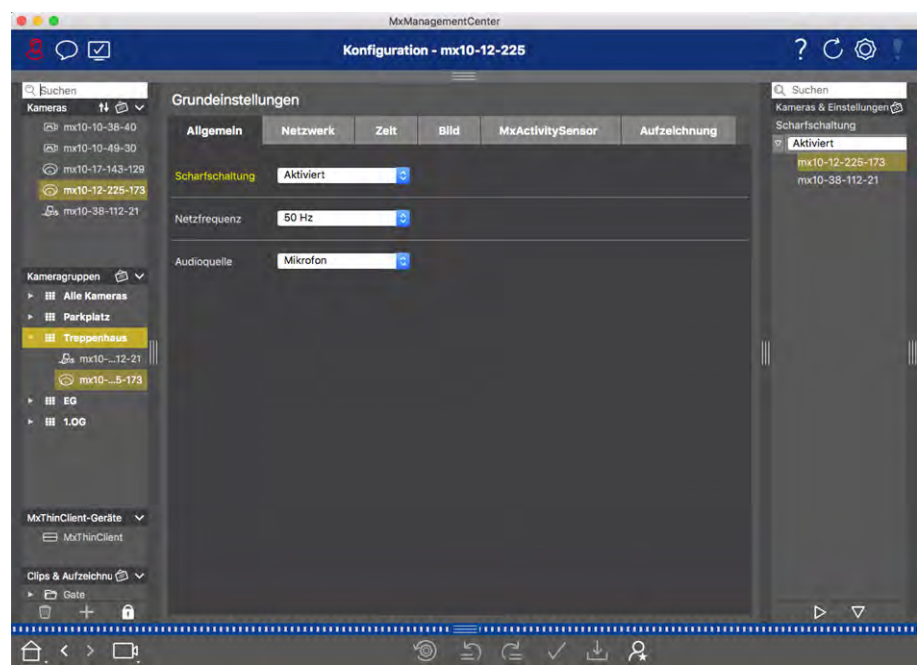 MxManagementCenter
Konfiguration - mx10-12-225
?
Suchen
Kameras
mx10-10-38-40
mx10-10-49-30
mx10-17-143-129
mx10-12-225-173
mx10-38-112-21
Kameragruppen
Alle Kameras
Parkplatz
Treppenhaus
mx10-...12-21
mx10-...5-173
EG
1.OG
MxThinClient-Geräte
MxThinClient
Clips & Aufzeichnu
Gate
Grundeinstellungen
Allgemein Netzwerk Zeit Bild MxActivitySensor Aufzeichnung
Scharfschaltung Aktiviert
Netzfrequenz 50 Hz
Audioquelle Mikrofon
Suchen
Kameras & Einstellungen
Scharfschaltung
Aktiviert
mx10-12-225-173
mx10-38-112-21